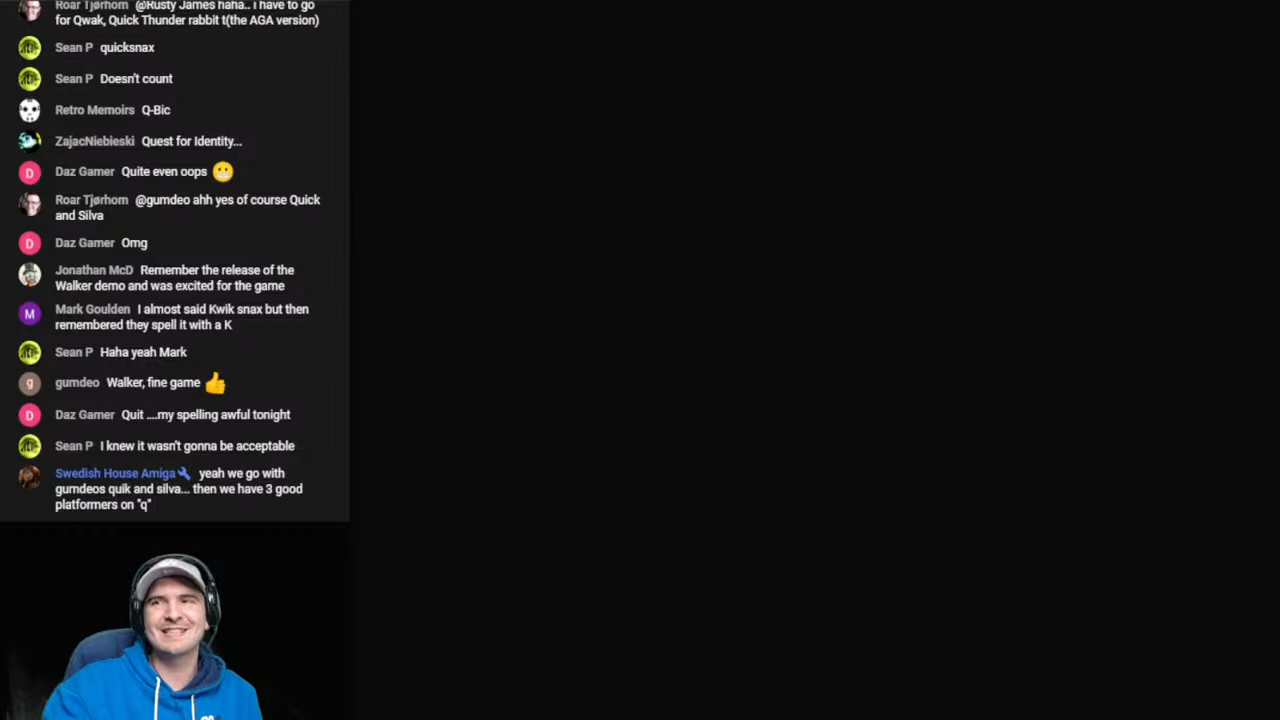 Roar Tjørhom @Rusty James haha.. i have to go
for Qwak, Quick Thunder rabbit t(the AGA version)
Sean P quicksnax
Sean P Doesn't count
Retro Memoirs Q-Bic
ZajacNiebieski Quest for Identity...
D Daz Gamer Quite even oops 😬
Roar Tjørhom @gumdeo ahh yes of course Quick
and Silva
D Daz Gamer Omg
Jonathan McD Remember the release of the
Walker demo and was excited for the game
M Mark Goulden I almost said Kwik snax but then
remembered they spell it with a K
Sean P Haha yeah Mark
g gumdeo Walker, fine game 👍
D Daz Gamer Quit ....my spelling awful tonight
Sean P I knew it wasn't gonna be acceptable
Swedish House Amiga yeah we go with
gumdeos quik and silva... then we have 3 good
platformers on "q"